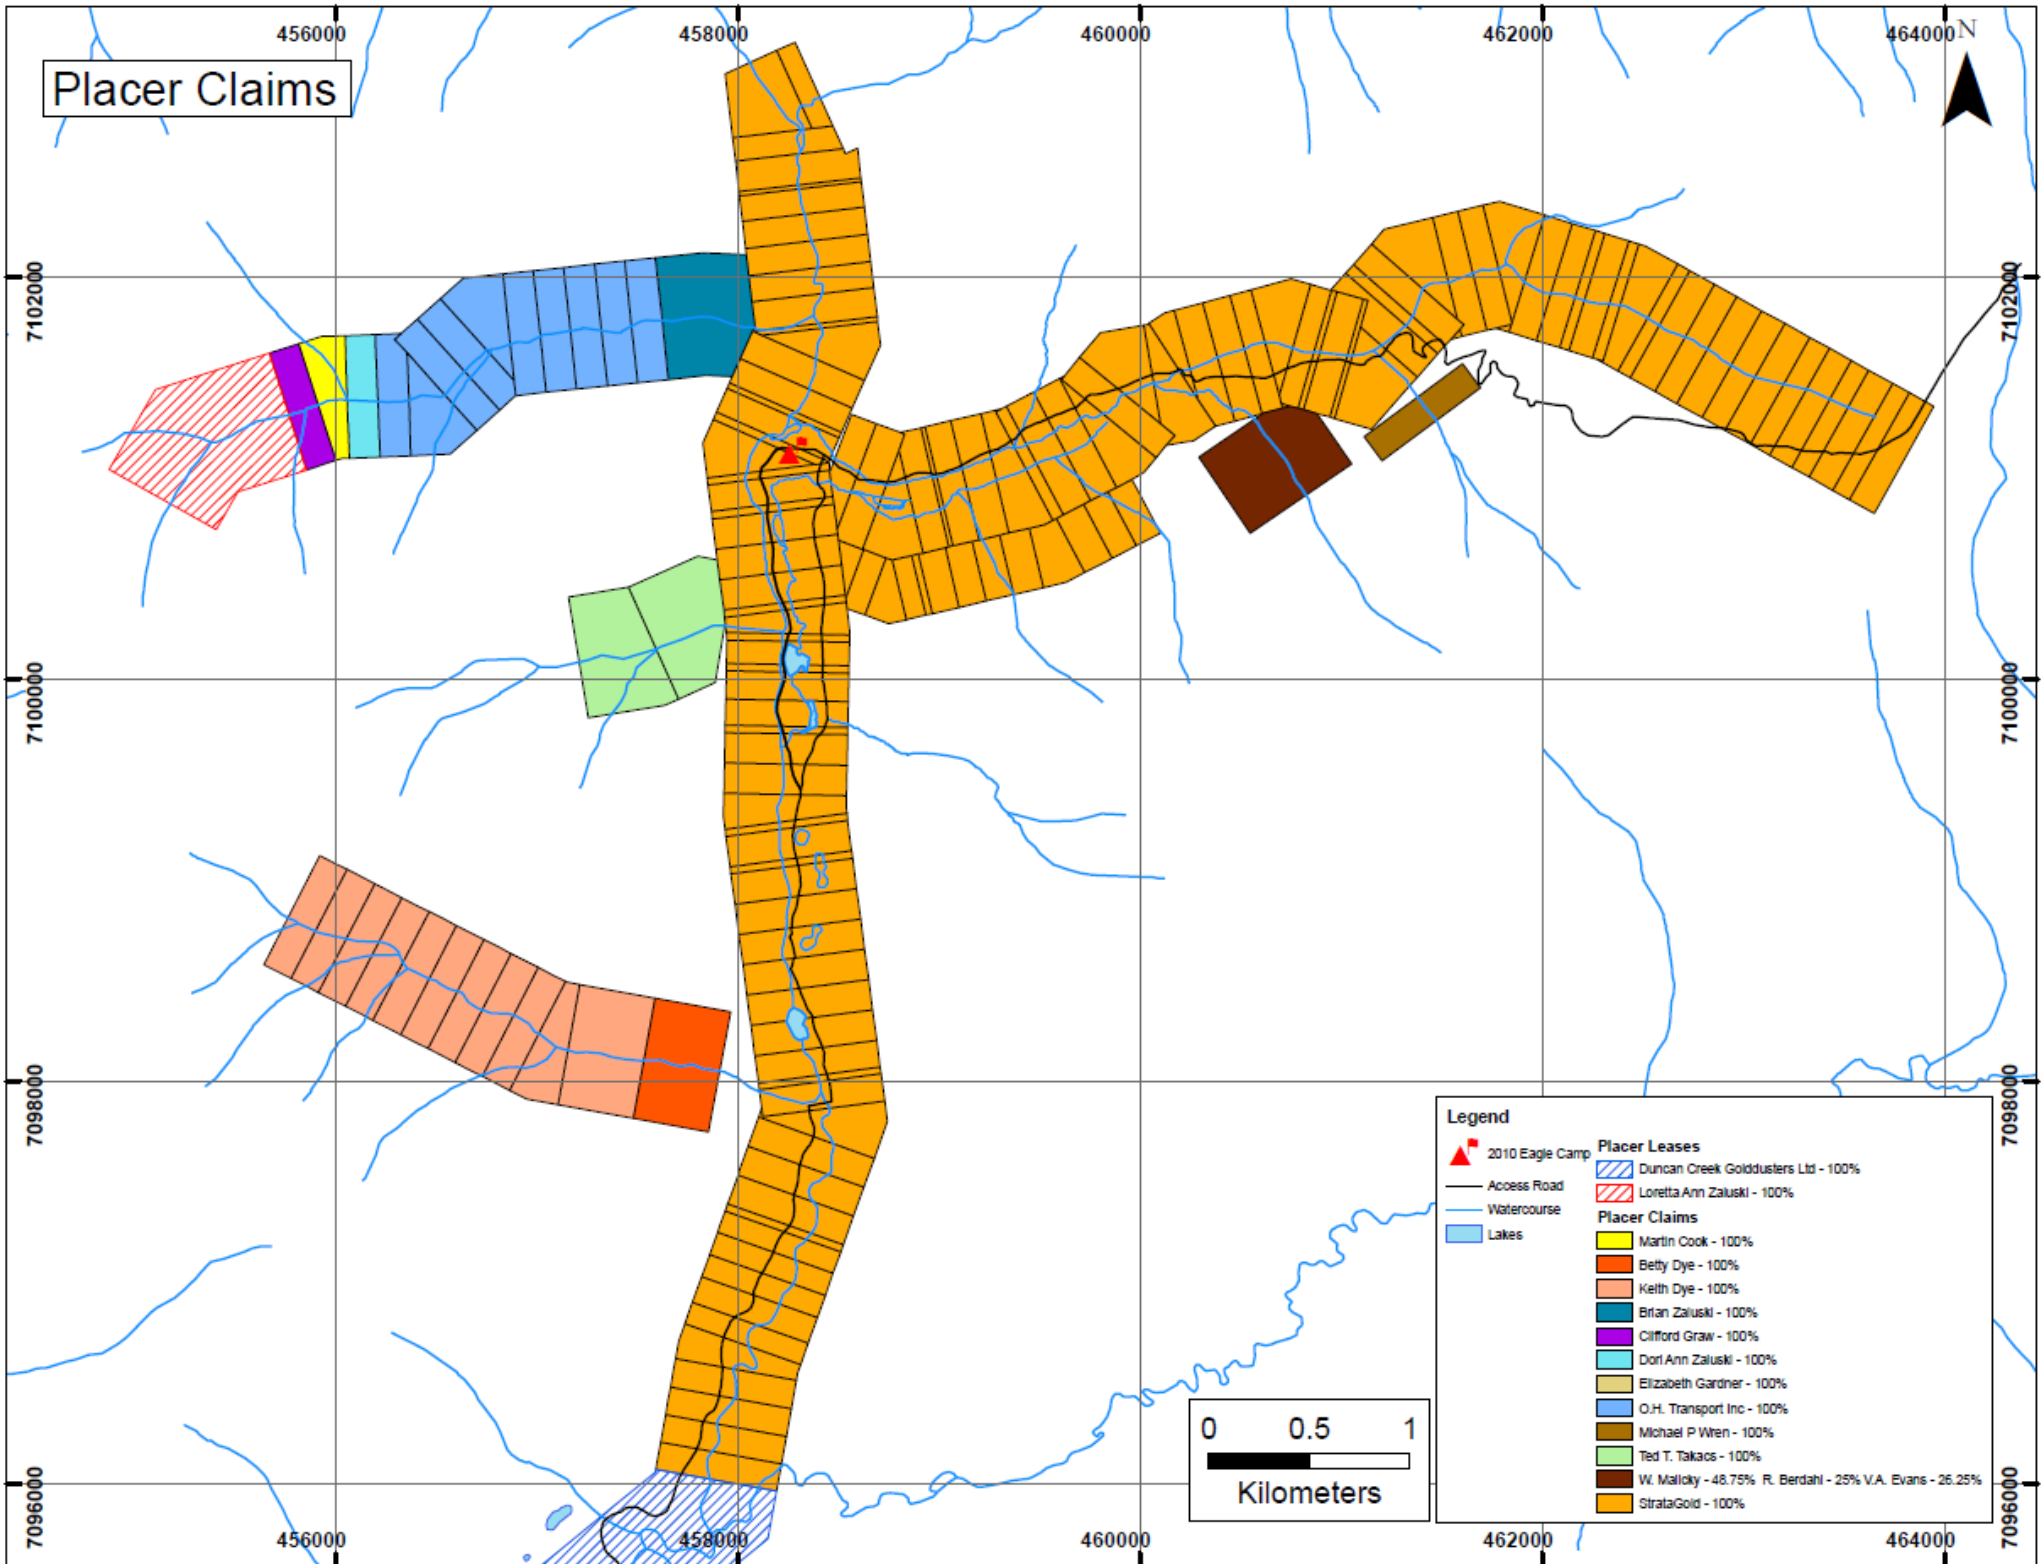 456000 458000 460000 462000 464000 N
Placer Claims
7102000 7102000
7100000 7100000
7098000 7098000
Legend
2010 Eagle Camp
Access Road
Watercourse
Lakes
Placer Leases
Duncan Creek Golddusters Ltd - 100%
Loretta Ann Zaluski - 100%
Placer Claims
Martin Cook - 100%
Betty Dye - 100%
Keith Dye - 100%
Brian Zaluski - 100%
Clifford Graw - 100%
Dori Ann Zaluski - 100%
Elizabeth Gardner - 100%
O.H. Transport Inc - 100%
Michael P Wren - 100%
Ted T. Takacs - 100%
W. Malicky - 48.75% R. Berdahl - 25% V.A. Evans - 26.25%
StrataGold - 100%
0 0.5 1
Kilometers
7096000 7096000
456000 458000 460000 462000 464000